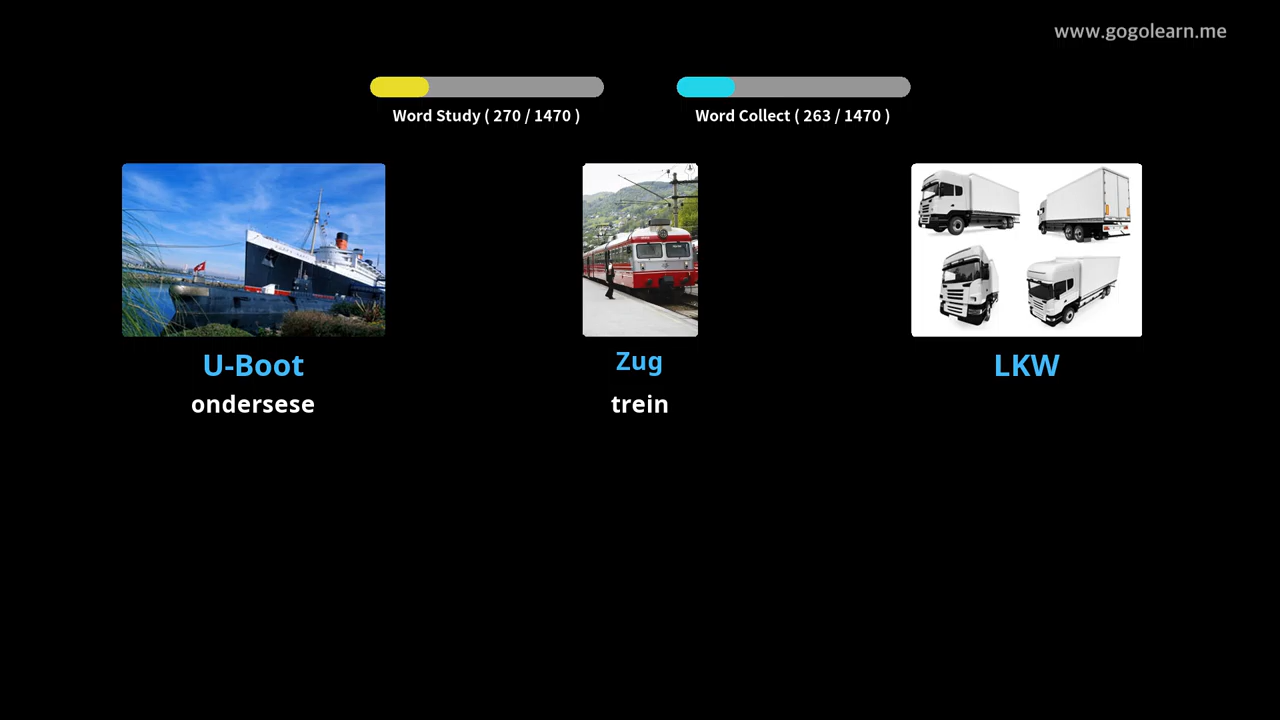 www.gogolearn.me
Word Study ( 270 / 1470 )
Word Collect ( 263 / 1470 )
U-Boot
Zug
LKW
ondersese
trein